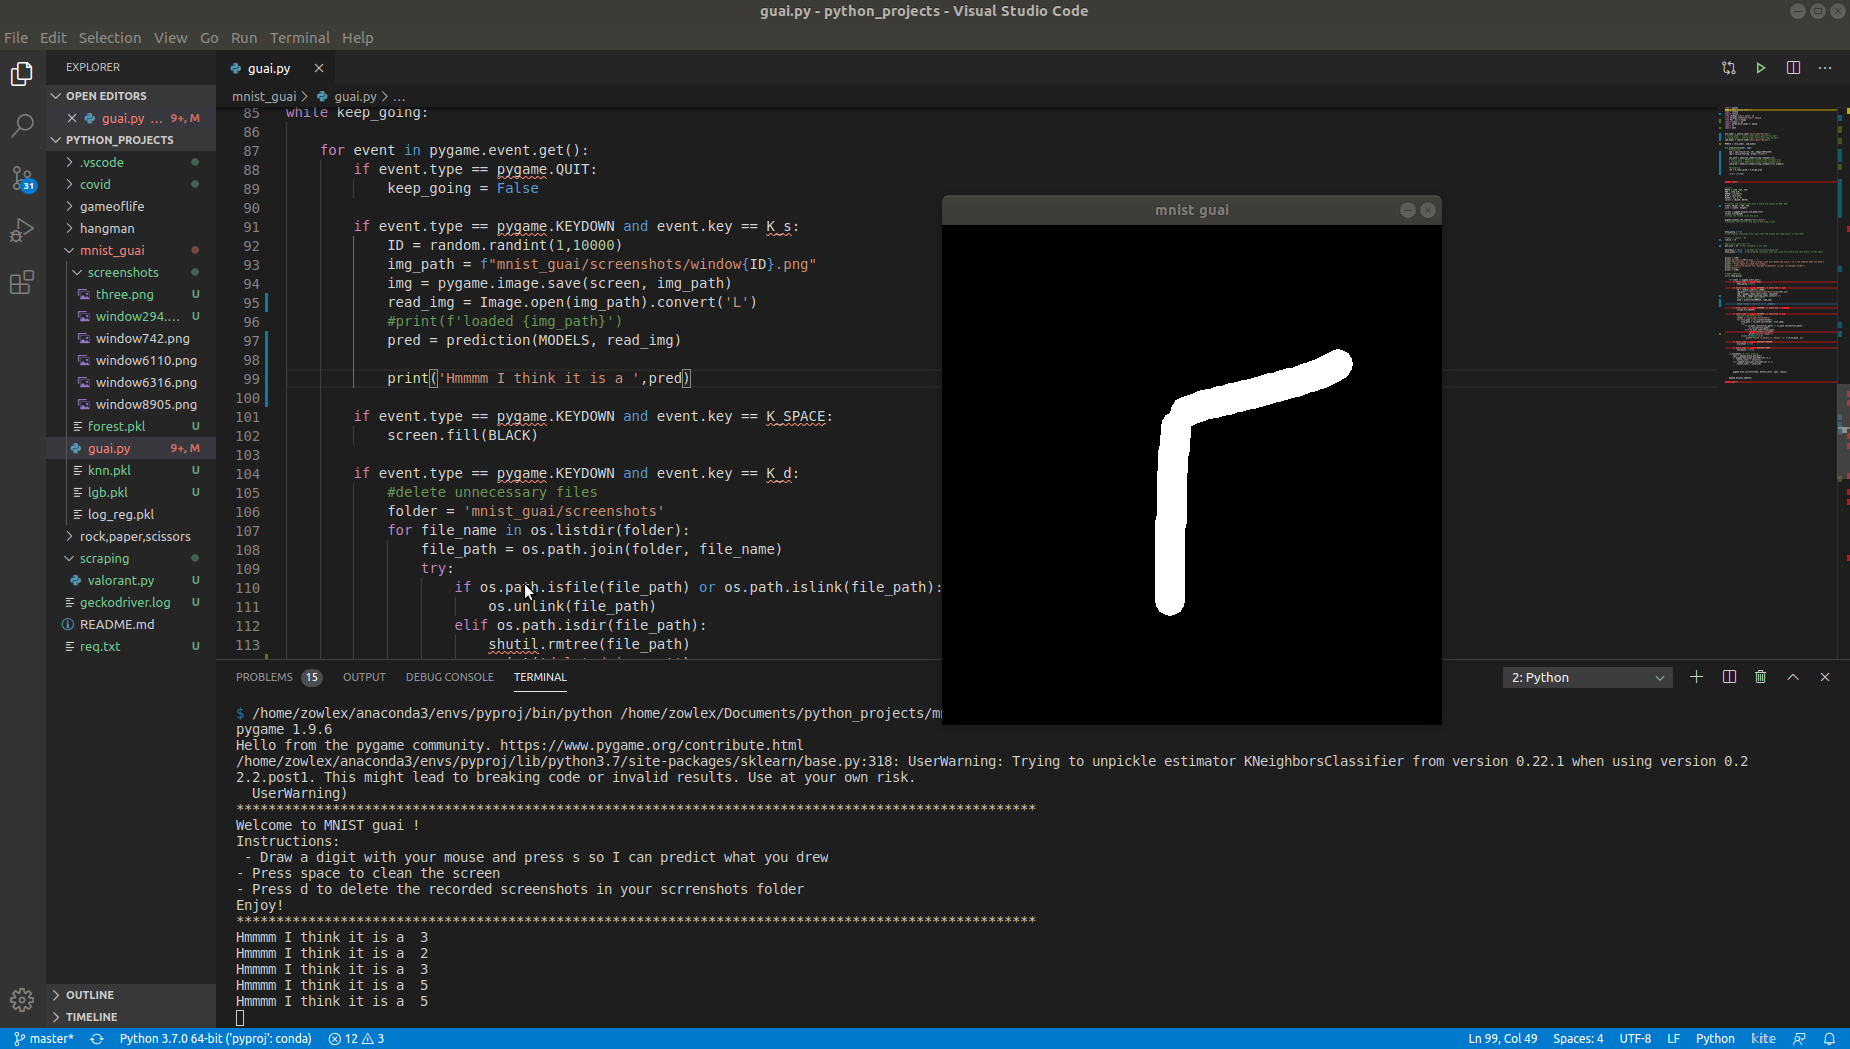 guai.py - python_projects - Visual Studio Code
File Edit Selection View Go Run Terminal Help
EXPLORER
OPEN EDITORS
guai.py ... 9+, M
PYTHON_PROJECTS
.vscode
covid
gameoflife
hangman
mnist_guai
screenshots
three.png U
window294.... U
window742.png
window6110.png
window6316.png
window8905.png
forest.pkl U
guai.py 9+, M
knn.pkl U
lgb.pkl U
log_reg.pkl
rock,paper,scissors
scraping
valorant.py U
geckodriver.log U
README.md
req.txt U
OUTLINE
TIMELINE
31
guai.py
mnist_guai > guai.py > ...
85 while keep_going:
86
87 for event in pygame.event.get():
88 if event.type == pygame.QUIT:
89 keep_going = False
90
91 if event.type == pygame.KEYDOWN and event.key == K_s:
92 ID = random.randint(1,10000)
93 img_path = f"mnist_guai/screenshots/window{ID}.png"
94 img = pygame.image.save(screen, img_path)
95 read_img = Image.open(img_path).convert('L')
96 #print(f'loaded {img_path}')
97 pred = prediction(MODELS, read_img)
98
99 print('Hmmmm I think it is a ',pred)
100
101 if event.type == pygame.KEYDOWN and event.key == K_SPACE:
102 screen.fill(BLACK)
103
104 if event.type == pygame.KEYDOWN and event.key == K_d:
105 #delete unnecessary files
106 folder = 'mnist_guai/screenshots'
107 for file_name in os.listdir(folder):
108 file_path = os.path.join(folder, file_name)
109 try:
110 if os.path.isfile(file_path) or os.path.islink(file_path):
111 os.unlink(file_path)
112 elif os.path.isdir(file_path):
113 shutil.rmtree(file_path)
mnist guai
PROBLEMS 15 OUTPUT DEBUG CONSOLE TERMINAL
2: Python
$ /home/zowlex/anaconda3/envs/pyproj/bin/python /home/zowlex/Documents/python_projects/m
pygame 1.9.6
Hello from the pygame community. https://www.pygame.org/contribute.html
/home/zowlex/anaconda3/envs/pyproj/lib/python3.7/site-packages/sklearn/base.py:318: UserWarning: Trying to unpickle estimator KNeighborsClassifier from version 0.22.1 when using version 0.2
2.2.post1. This might lead to breaking code or invalid results. Use at your own risk.
UserWarning)
****************************************************************************************************
Welcome to MNIST guai !
Instructions:
- Draw a digit with your mouse and press s so I can predict what you drew
- Press space to clean the screen
- Press d to delete the recorded screenshots in your scrrenshots folder
Enjoy!
****************************************************************************************************
Hmmmm I think it is a  3
Hmmmm I think it is a  2
Hmmmm I think it is a  3
Hmmmm I think it is a  5
Hmmmm I think it is a  5
master* Python 3.7.0 64-bit ('pyproj': conda) 12 3 Ln 99, Col 49 Spaces: 4 UTF-8 LF Python kite